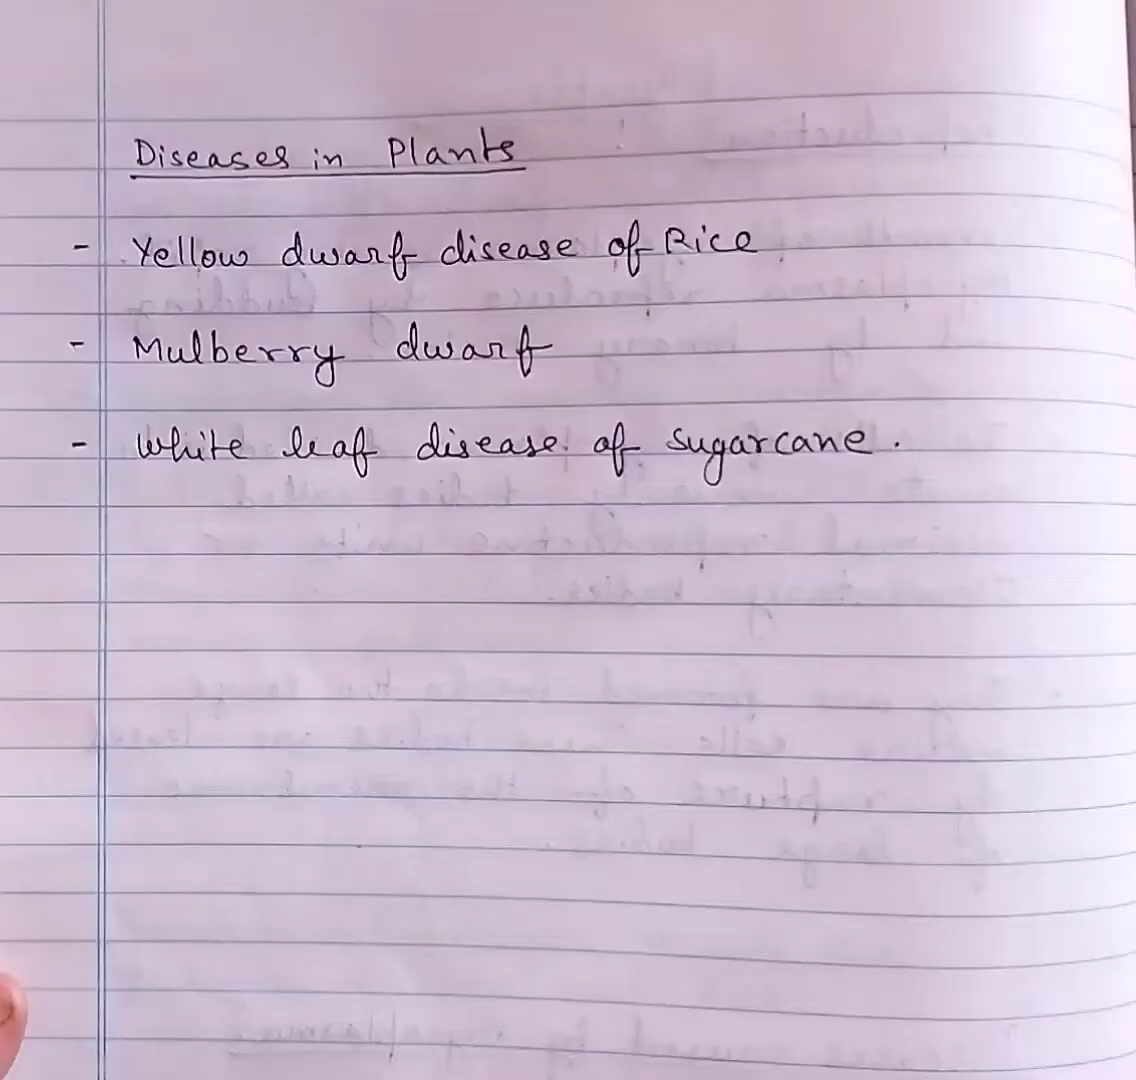 Diseases in Plants
- Yellow dwarf disease of Rice
- Mulberry dwarf
- White leaf disease of sugarcane.